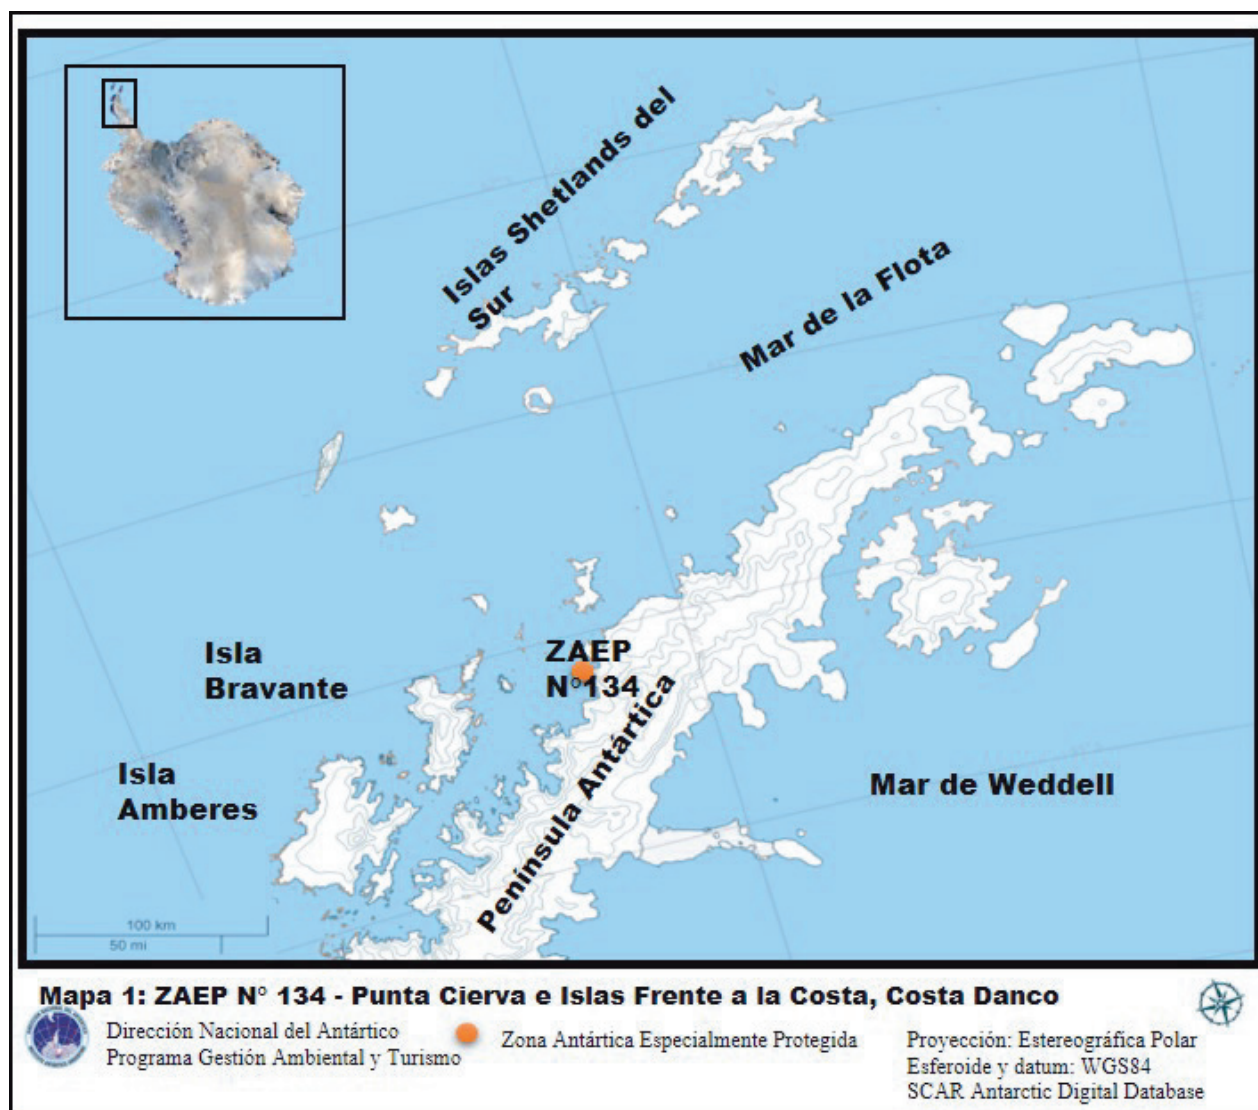 Islas Shetlands del
Sur
Mar de la Flota
Isla
Bravante
ZAEP
N°134
Isla
Amberes
Península Antártica
Mar de Weddell
100 km
50 mi
Mapa 1: ZAEP N° 134 - Punta Cierva e Islas Frente a la Costa, Costa Danco
Dirección Nacional del Antártico
Programa Gestión Ambiental y Turismo
Zona Antártica Especialmente Protegida
Proyección: Estereográfica Polar
Esferoide y datum: WGS84
SCAR Antarctic Digital Database